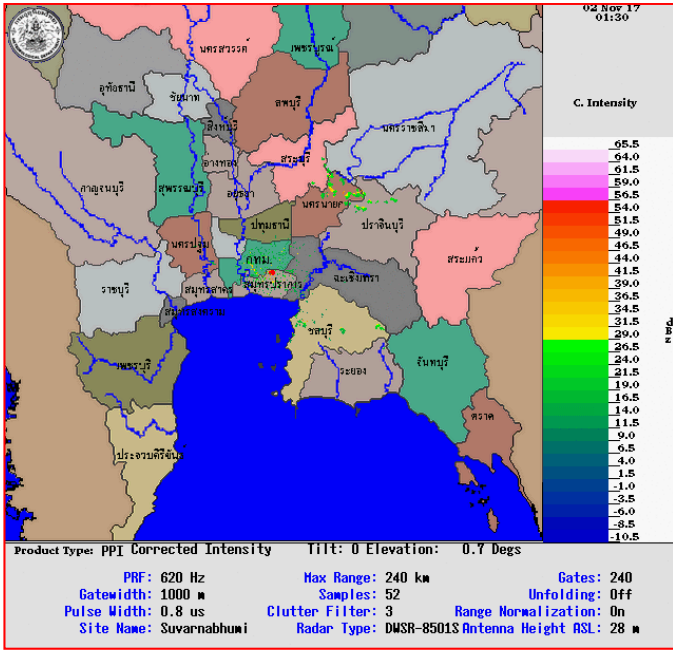 02 Nov 17
01:30
C. Intensity
นครสวรรค์
เพชรบูรณ์
อุทัยธานี
ชัยนาท
ลพบุรี
สิงห์บุรี
นครราชสีมา
อ่างทอง
สระบุรี
กาญจนบุรี
สุพรรณบุรี
อยุธยา
นครนายก
ปราจีนบุรี
ปทุมธานี
นครปฐม
กทม.
สระแก้ว
ฉะเชิงเทรา
ราชบุรี
สมุทรสาคร
สมุทรปราการ
สมุทรสงคราม
ชลบุรี
เพชรบุรี
ระยอง
จันทบุรี
ตราด
ประจวบคีรีขันธ์
65.5
64.0
61.5
59.0
56.5
54.0
51.5
49.0
46.5
44.0
41.5
39.0
36.5
34.0
31.5
29.0
26.5
24.0
21.5
19.0
16.5
14.0
11.5
9.0
6.5
4.0
1.5
-1.0
-3.5
-6.0
-8.5
-10.5
Product Type: PPI Corrected Intensity Tilt: 0 Elevation: 0.7 Degs
PRF: 620 Hz Max Range: 240 km Gates: 240
Gatewidth: 1000 m Samples: 52 Unfolding: Off
Pulse Width: 0.8 us Clutter Filter: 3 Range Normalization: On
Site Name: Suvarnabhumi Radar Type: DWSR-8501S Antenna Height ASL: 28 m